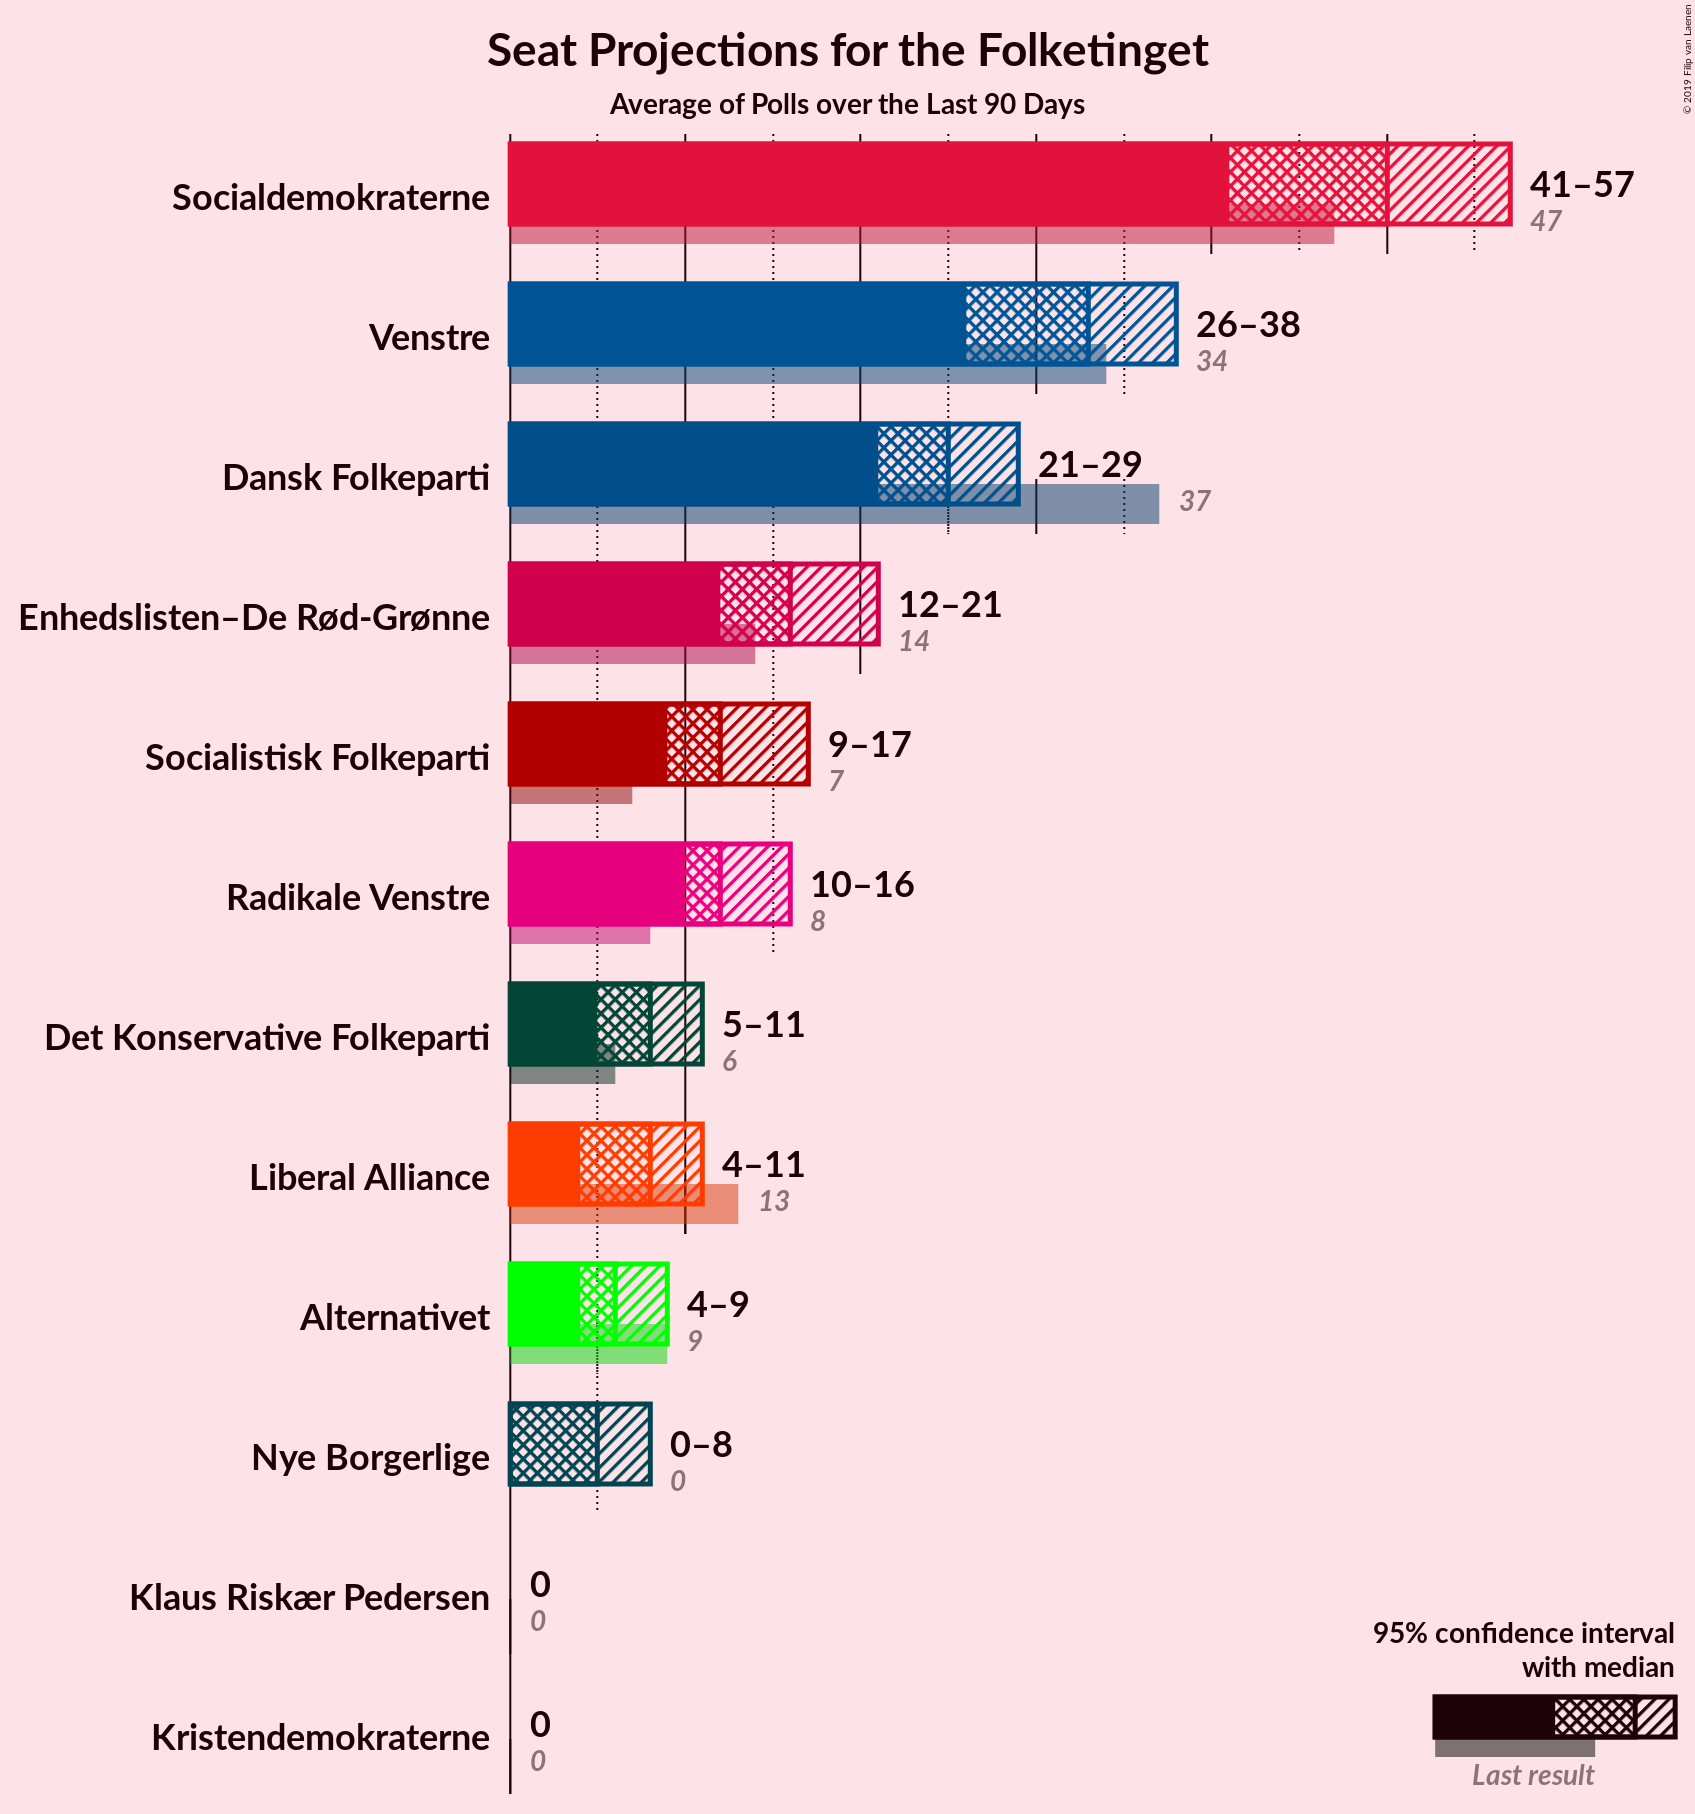 Seat Projections for the Folketinget
Average of Polls over the Last 90 Days
© 2019 Filip van Laenen
Socialdemokraterne
41–57
47
Venstre
26–38
34
Dansk Folkeparti
21–29
37
Enhedslisten–De Rød-Grønne
12–21
14
Socialistisk Folkeparti
9–17
7
Radikale Venstre
10–16
8
Det Konservative Folkeparti
5–11
6
Liberal Alliance
4–11
13
Alternativet
4–9
9
Nye Borgerlige
0–8
0
Klaus Riskær Pedersen
0
0
Kristendemokraterne
0
0
95% confidence interval
with median
Last result